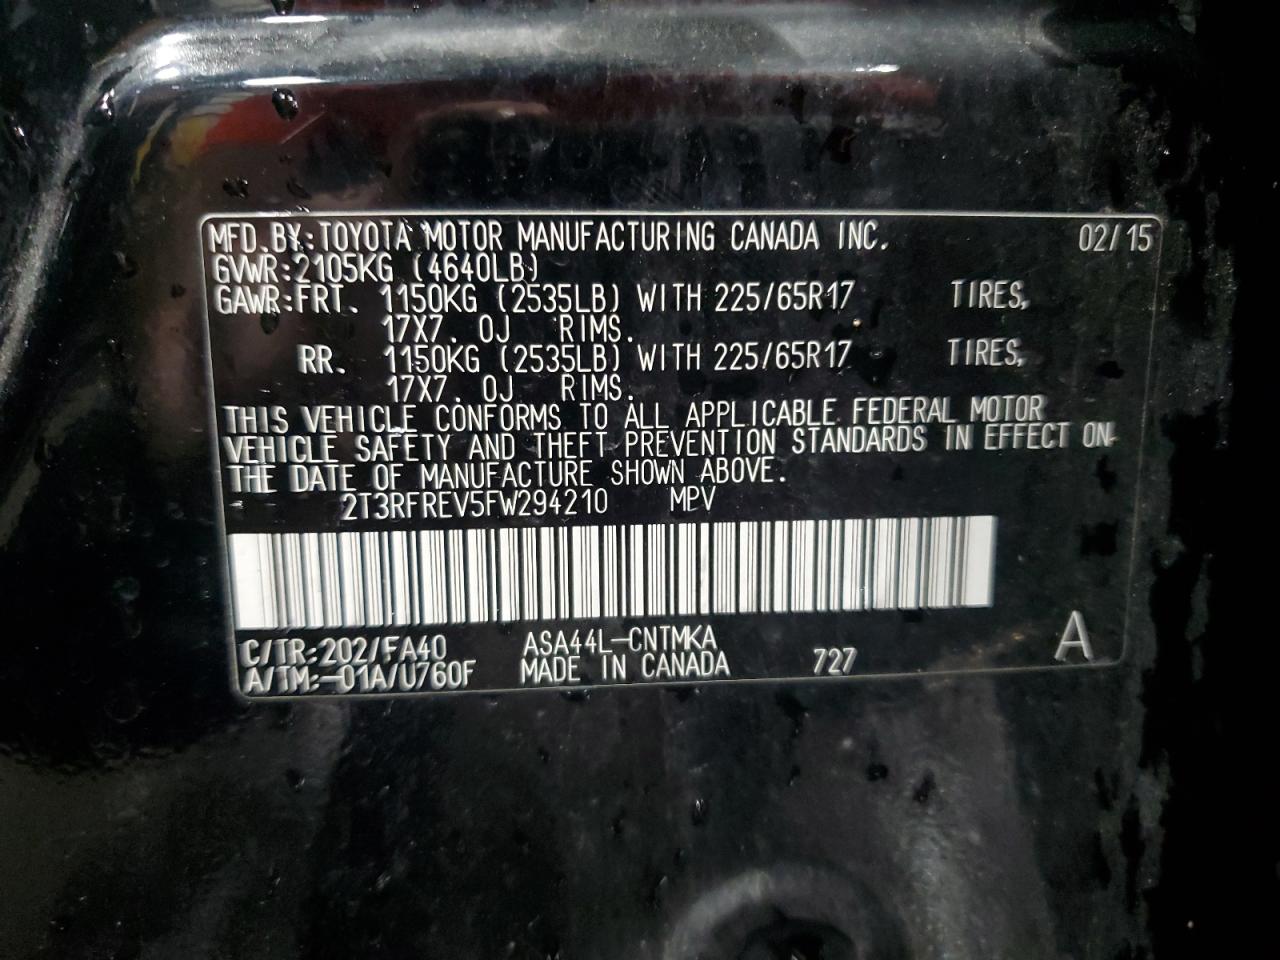 MFD.BY:TOYOTA MOTOR MANUFACTURING CANADA INC. 02/15
GVWR:2105KG (4640LB)
GAWR:FRT. 1150KG (2535LB) WITH 225/65R17 TIRES,
17X7.0J RIMS.
RR. 1150KG (2535LB) WITH 225/65R17 TIRES,
17X7.0J RIMS.
THIS VEHICLE CONFORMS TO ALL APPLICABLE FEDERAL MOTOR
VEHICLE SAFETY AND THEFT PREVENTION STANDARDS IN EFFECT ON
THE DATE OF MANUFACTURE SHOWN ABOVE.
2T3RFREV5FW294210 MPV
C/TR:202/FA40 ASA44L-CNTMKA A
A/TM:-01A/U760F MADE IN CANADA 727